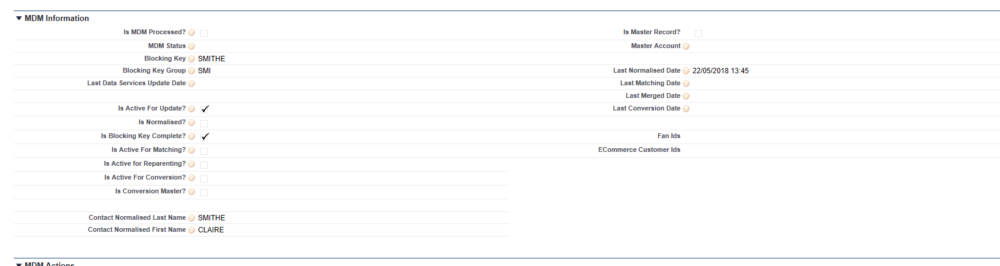 MDM Information
Is MDM Processed? ?
Is Master Record?
MDM Status ?
Master Account ?
Blocking Key ? SMITHE
Blocking Key Group ? SMI
Last Normalised Date ? 22/05/2018 13:45
Last Data Services Update Date ?
Last Matching Date ?
Last Merged Date ?
Is Active For Update? ?
Last Conversion Date ?
Is Normalised? ?
Is Blocking Key Complete? ?
Fan Ids
Is Active For Matching? ?
ECommerce Customer Ids
Is Active for Reparenting? ?
Is Active For Conversion? ?
Is Conversion Master? ?
Contact Normalised Last Name ? SMITHE
Contact Normalised First Name ? CLAIRE
MDM Actions